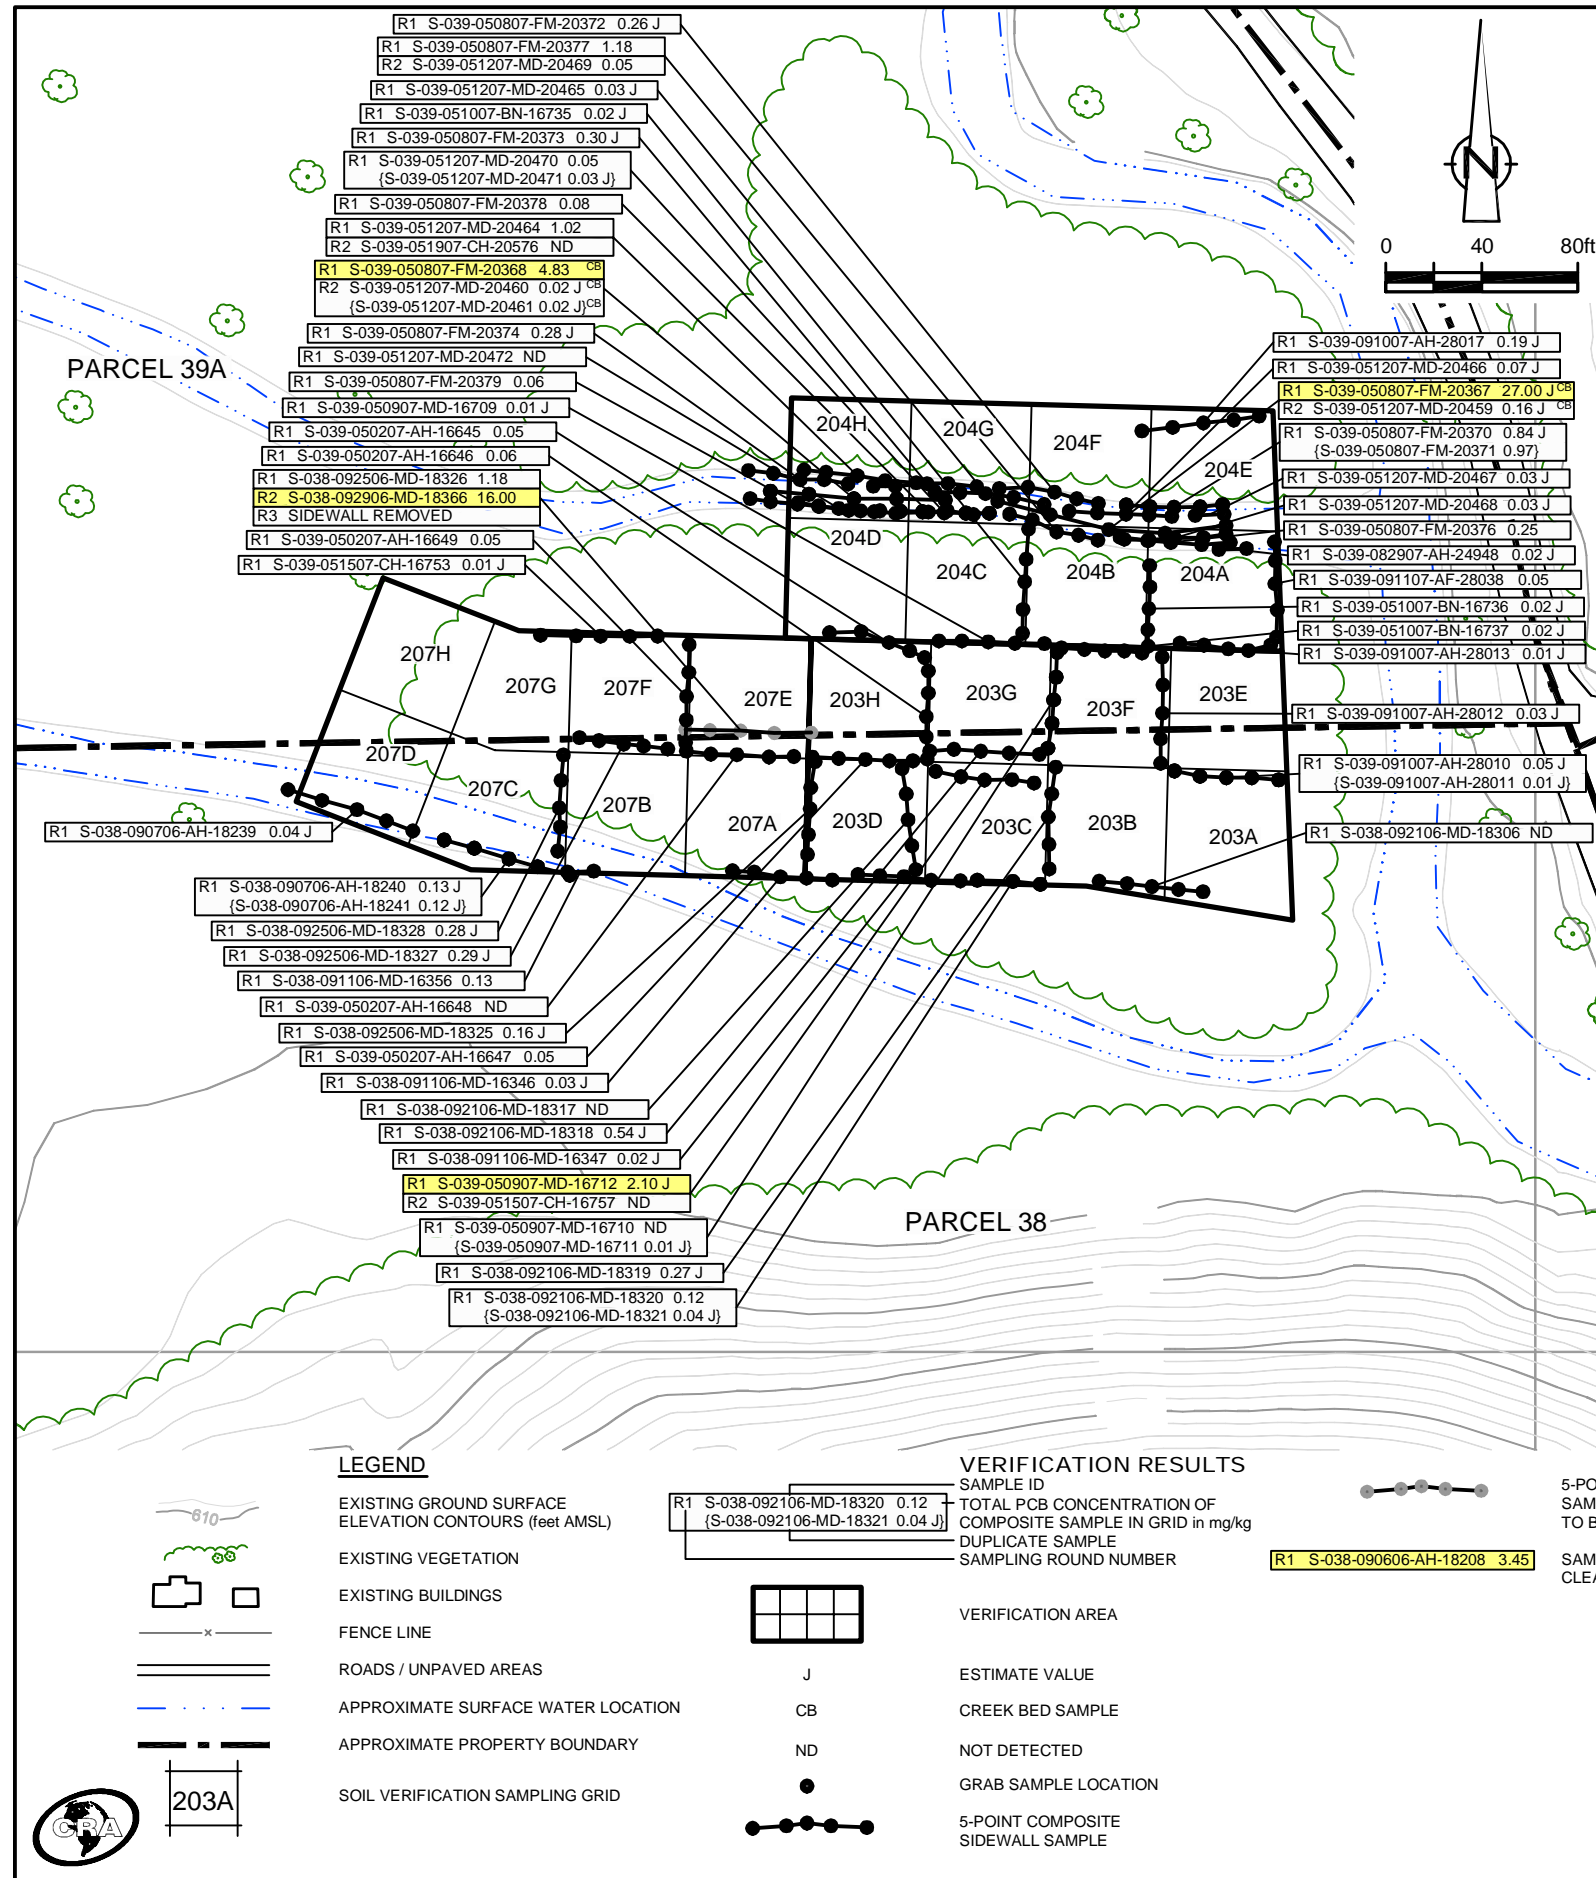 R1 S-039-050807-FM-20372 0.26 J
R1 S-039-050807-FM-20377 1.18
R2 S-039-051207-MD-20469 0.05
R1 S-039-051207-MD-20465 0.03 J
R1 S-039-051007-BN-16735 0.02 J
R1 S-039-050807-FM-20373 0.30 J
R1 S-039-051207-MD-20470 0.05
{S-039-051207-MD-20471 0.03 J}
R1 S-039-050807-FM-20378 0.08
R1 S-039-051207-MD-20464 1.02
R2 S-039-051907-CH-20576 ND
R1 S-039-050807-FM-20368 4.83 CB
R2 S-039-051207-MD-20460 0.02 J CB
{S-039-051207-MD-20461 0.02 J} CB
R1 S-039-050807-FM-20374 0.28 J
R1 S-039-051207-MD-20472 ND
R1 S-039-050807-FM-20379 0.06
R1 S-039-050907-MD-16709 0.01 J
R1 S-039-050207-AH-16645 0.05
R1 S-039-050207-AH-16646 0.06
R1 S-038-092506-MD-18326 1.18
R2 S-038-092906-MD-18366 16.00
R3 SIDEWALL REMOVED
R1 S-039-050207-AH-16649 0.05
R1 S-039-051507-CH-16753 0.01 J
PARCEL 39A
N
0 40 80ft
R1 S-039-091007-AH-28017 0.19 J
R1 S-039-051207-MD-20466 0.07 J
R1 S-039-050807-FM-20367 27.00 J CB
R2 S-039-051207-MD-20459 0.16 J CB
R1 S-039-050807-FM-20370 0.84 J
{S-039-050807-FM-20371 0.97}
R1 S-039-051207-MD-20467 0.03 J
R1 S-039-051207-MD-20468 0.03 J
R1 S-039-050807-FM-20376 0.25
R1 S-039-082907-AH-24948 0.02 J
R1 S-039-091107-AF-28038 0.05
R1 S-039-051007-BN-16736 0.02 J
R1 S-039-051007-BN-16737 0.02 J
R1 S-039-091007-AH-28013 0.01 J
R1 S-039-091007-AH-28012 0.03 J
R1 S-039-091007-AH-28010 0.05 J
{S-039-091007-AH-28011 0.01 J}
R1 S-038-092106-MD-18306 ND
204H 204G 204F 204E
204D 204C 204B 204A
207H 207G 207F 207E 203H 203G 203F 203E
207D 207C 207B 207A 203D 203C 203B 203A
R1 S-038-090706-AH-18239 0.04 J
R1 S-038-090706-AH-18240 0.13 J
{S-038-090706-AH-18241 0.12 J}
R1 S-038-092506-MD-18328 0.28 J
R1 S-038-092506-MD-18327 0.29 J
R1 S-038-091106-MD-16356 0.13
R1 S-039-050207-AH-16648 ND
R1 S-038-092506-MD-18325 0.16 J
R1 S-039-050207-AH-16647 0.05
R1 S-038-091106-MD-16346 0.03 J
R1 S-038-092106-MD-18317 ND
R1 S-038-092106-MD-18318 0.54 J
R1 S-038-091106-MD-16347 0.02 J
R1 S-039-050907-MD-16712 2.10 J
R2 S-039-051507-CH-16757 ND
R1 S-039-050907-MD-16710 ND
{S-039-050907-MD-16711 0.01 J}
R1 S-038-092106-MD-18319 0.27 J
R1 S-038-092106-MD-18320 0.12
{S-038-092106-MD-18321 0.04 J}
PARCEL 38
LEGEND
610
EXISTING GROUND SURFACE
ELEVATION CONTOURS (feet AMSL)
EXISTING VEGETATION
EXISTING BUILDINGS
x
FENCE LINE
ROADS / UNPAVED AREAS
APPROXIMATE SURFACE WATER LOCATION
APPROXIMATE PROPERTY BOUNDARY
203A
SOIL VERIFICATION SAMPLING GRID
CRA
VERIFICATION RESULTS
R1 S-038-092106-MD-18320 0.12
{S-038-092106-MD-18321 0.04 J}
SAMPLE ID
TOTAL PCB CONCENTRATION OF
COMPOSITE SAMPLE IN GRID in mg/kg
DUPLICATE SAMPLE
SAMPLING ROUND NUMBER
VERIFICATION AREA
J ESTIMATE VALUE
CB CREEK BED SAMPLE
ND NOT DETECTED
GRAB SAMPLE LOCATION
5-POINT COMPOSITE
SIDEWALL SAMPLE
5-PO
SAM
TO B
R1 S-038-090606-AH-18208 3.45
SAM
CLEA